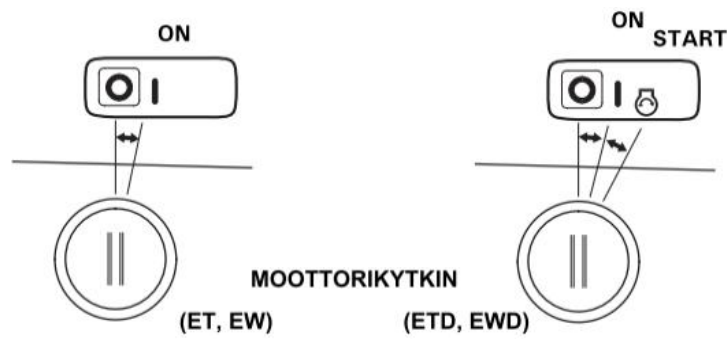 ON
ON
START
MOOTTORIKYTKIN
(ET, EW)
(ETD, EWD)